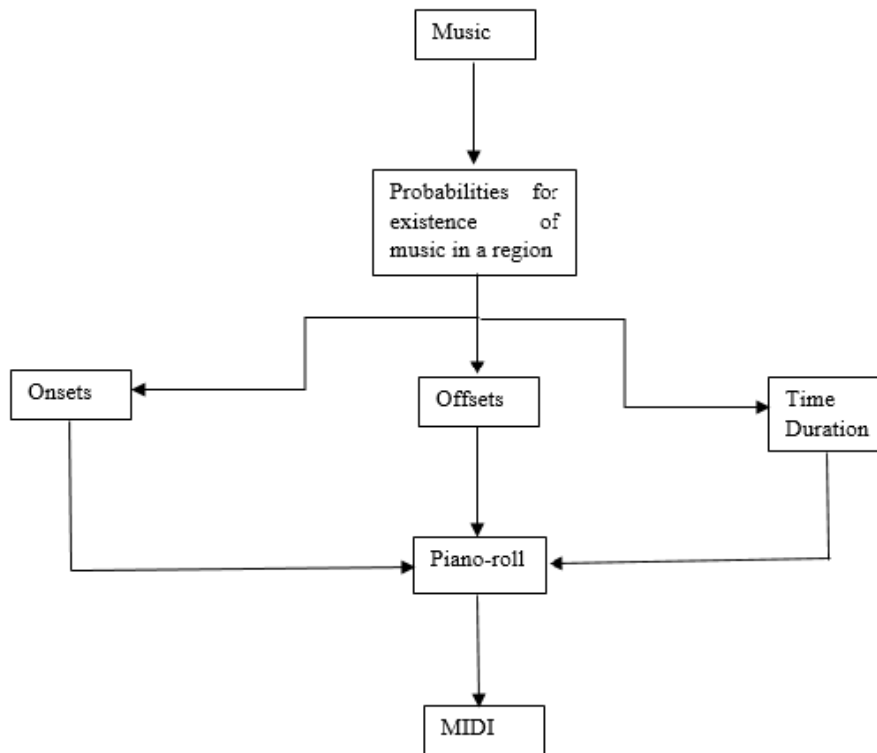 Music
Probabilities for
existence of
music in a region
Onsets
Offsets
Time
Duration
Piano-roll
MIDI